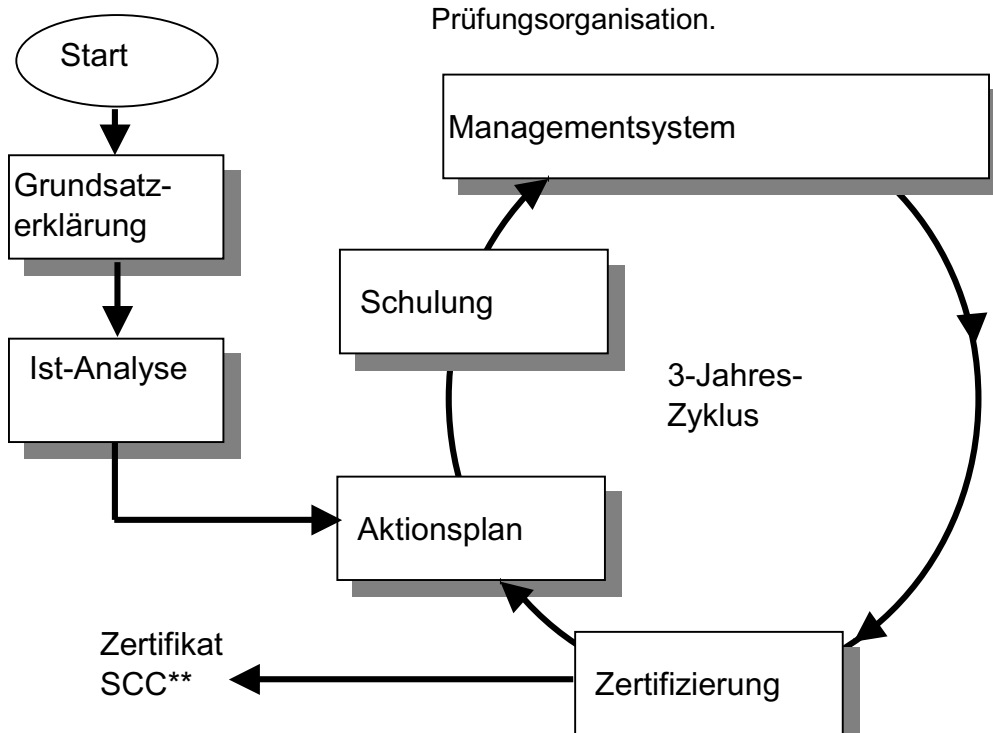 Prüfungsorganisation.
Start
Managementsystem
Grundsatz-
erklärung
Schulung
Ist-Analyse
3-Jahres-
Zyklus
Aktionsplan
Zertifikat
SCC**
Zertifizierung